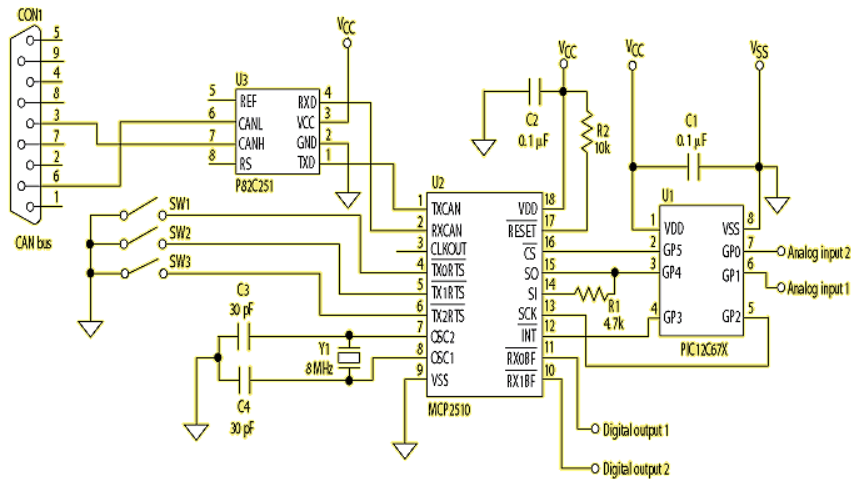 CON1
5
9
4
8
3
7
2
6
1
CAN bus
VCC
U3
5 REF RXD 4
6 CANL VCC 3
7 CANH GND 2
8 RS TXD 1
P82C251
SW1
SW2
SW3
C3
30 pF
C4
30 pF
Y1
8 MHz
U2
1 TXCAN VDD 18
2 RXCAN RESET 17
3 CLKOUT CS 16
4 TX0RTS SO 15
5 TX1RTS SI 14
6 TX2RTS SCK 13
7 OSC2 INT 12
8 OSC1 RX0BF 11
9 VSS RX1BF 10
MCP2510
VCC
C2
0.1 µF
R2
10k
R1
4.7k
VCC
VSS
C1
0.1 µF
U1
1 VDD VSS 8
2 GP5 GP0 7
3 GP4 GP1 6
4 GP3 GP2 5
PIC12C67X
Analog input 2
Analog input 1
Digital output 1
Digital output 2